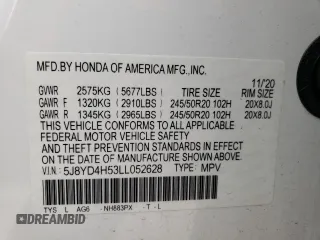 MFD.BY HONDA OF AMERICA MFG.,INC.
11/20
GVWR 2575KG (5677LBS) TIRE SIZE RIM SIZE
GAWR F 1320KG (2910LBS) 245/50R20 102H 20X8.0J
GAWR R 1345KG (2965LBS) 245/50R20 102H 20X8.0J
THIS VEHICLE CONFORMS TO ALL APPLICABLE
FEDERAL MOTOR VEHICLE SAFETY AND
THEFT PREVENTION STANDARDS IN EFFECT ON
THE DATE OF MANUFACTURE SHOWN ABOVE.
V.I.N: 5J8YD4H53LL052628 TYPE: MPV
TYS L AG6 NH883PX -T-L
IDREAMBID.COM